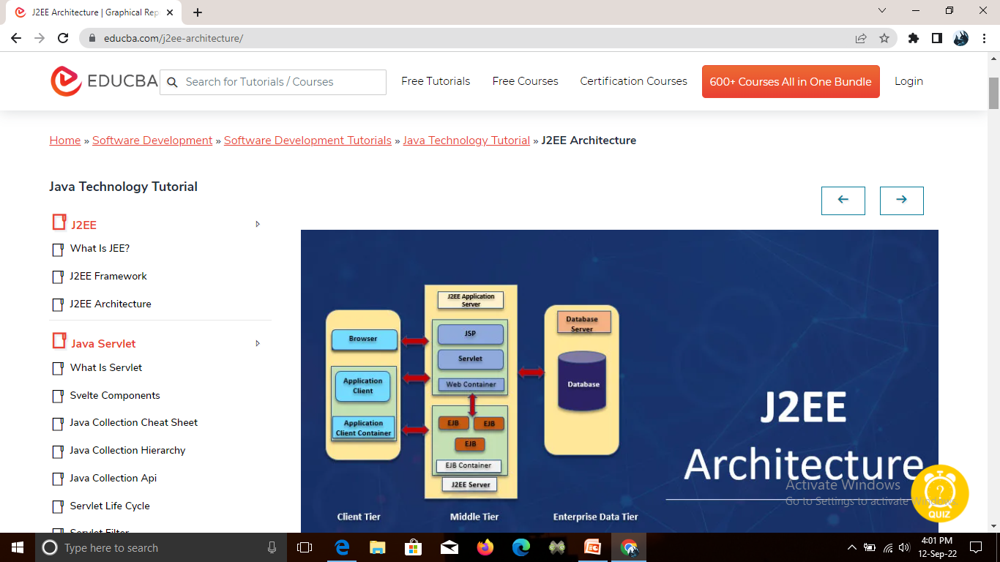 J2EE Architecture | Graphical Rep
educba.com/j2ee-architecture/
EDUCBA
Search for Tutorials / Courses
Free Tutorials
Free Courses
Certification Courses
600+ Courses All in One Bundle
Login
Home » Software Development » Software Development Tutorials » Java Technology Tutorial » J2EE Architecture
Java Technology Tutorial
J2EE
What Is JEE?
J2EE Framework
J2EE Architecture
Java Servlet
What Is Servlet
Svelte Components
Java Collection Cheat Sheet
Java Collection Hierarchy
Java Collection Api
Servlet Life Cycle
Servlet Filter
Browser
Application
Client
Application
Client Container
Client Tier
J2EE Application
Server
JSP
Servlet
Web Container
EJB
EJB
EJB
EJB Container
J2EE Server
Middle Tier
Database
Server
Database
Enterprise Data Tier
J2EE
Architecture
Activate Windows
Go to Settings to activate Windows.
?
QUIZ
Type here to search
4:01 PM
12-Sep-22